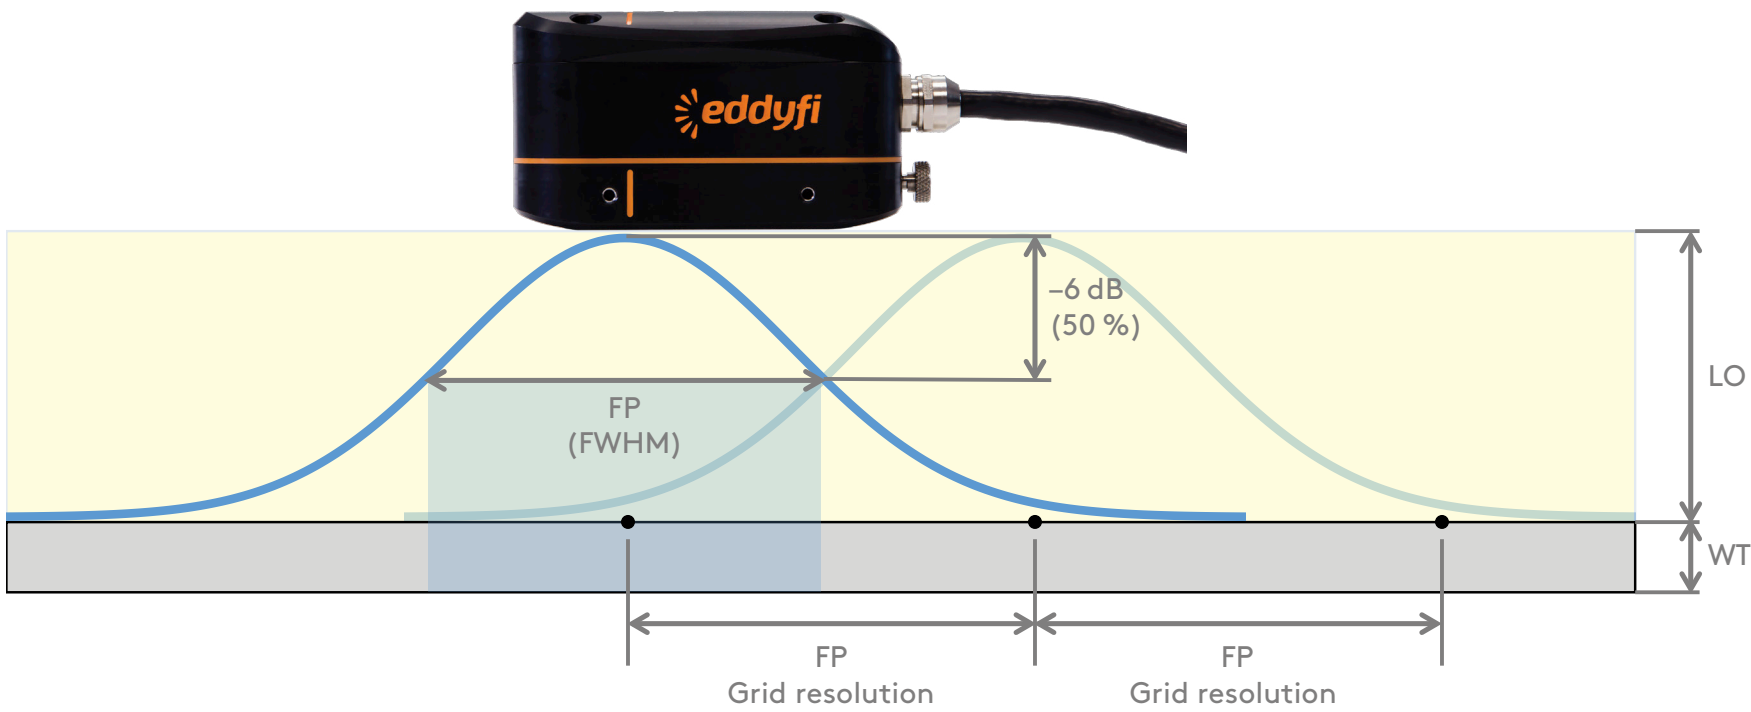 eddyfi
–6 dB
(50 %)
LO
FP
(FWHM)
WT
FP
Grid resolution
FP
Grid resolution